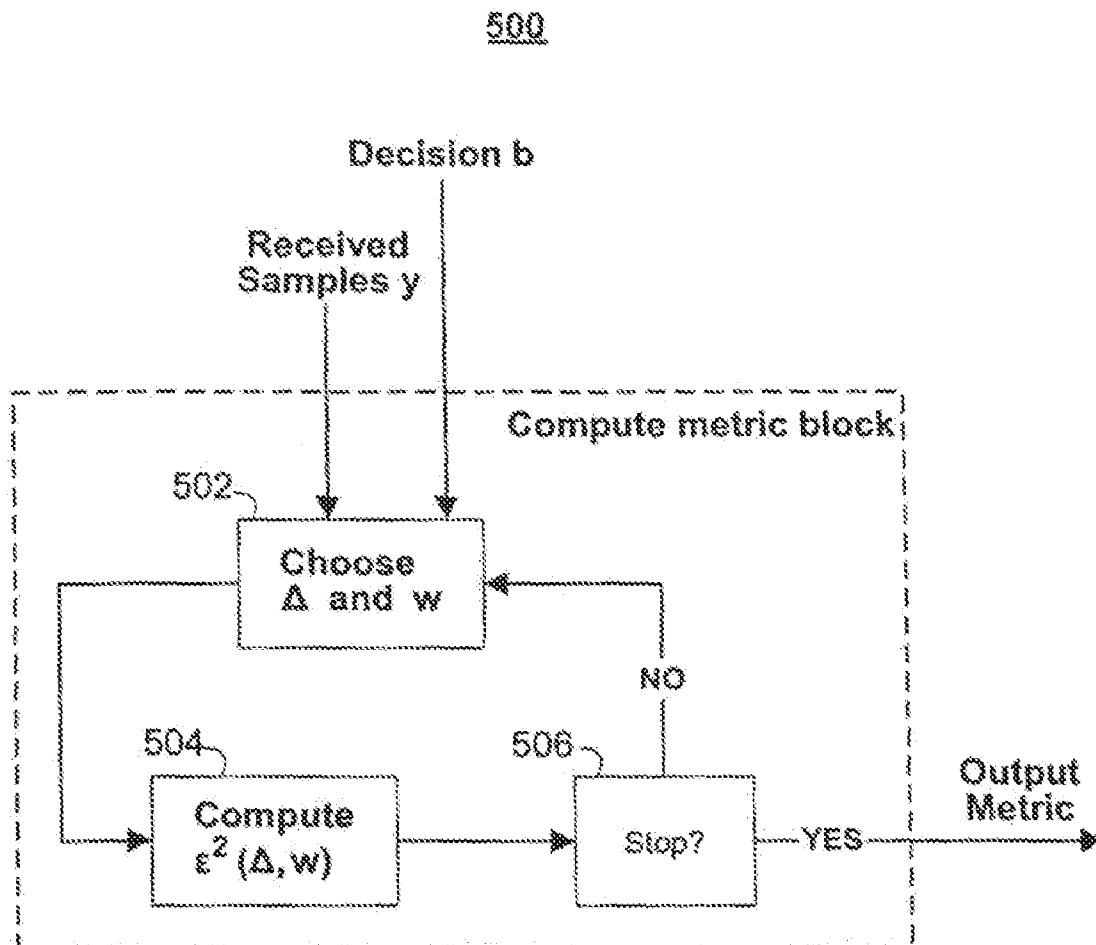 500
Decision b
Received
Samples y
Compute metric block
502
Choose
Δ and w
NO
504
Compute
ε² (Δ, w)
506
Stop?
YES
Output
Metric